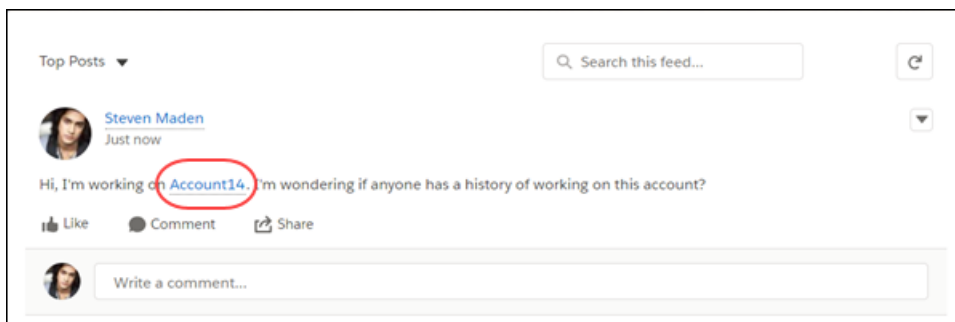 Top Posts
Search this feed...
Steven Maden
Just now
Hi, I'm working on Account14. I'm wondering if anyone has a history of working on this account?
Like Comment Share
Write a comment...